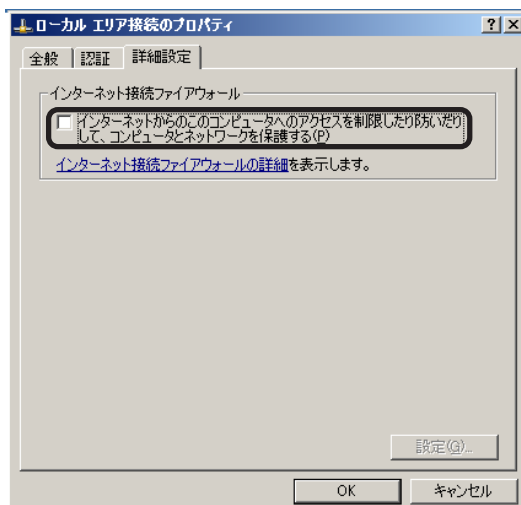 ローカル エリア接続のプロパティ
全般
認証
詳細設定
インターネット接続ファイアウォール
インターネットからのこのコンピュータへのアクセスを制限したり防いだり
して、コンピュータとネットワークを保護する(P)
インターネット接続ファイアウォールの詳細を表示します。
設定(G)...
OK
キャンセル